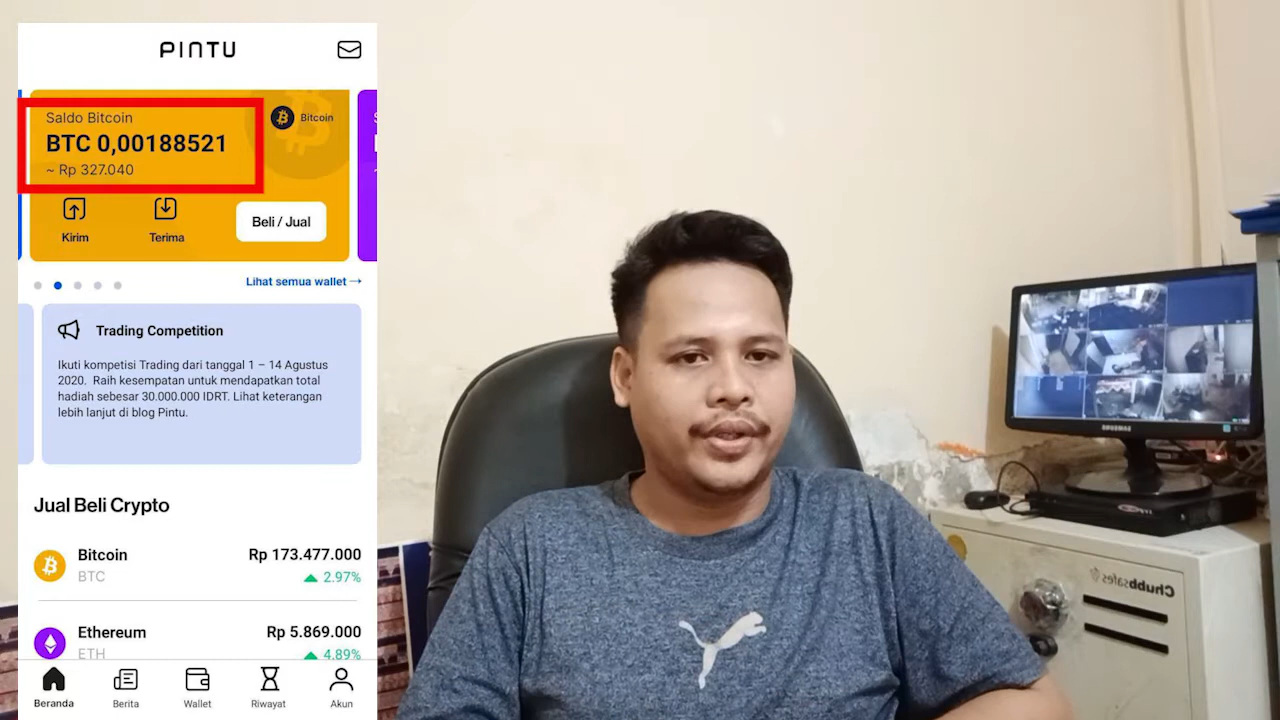 PINTU
Saldo Bitcoin
BTC 0,00188521
~ Rp 327.040
Bitcoin
Kirim
Terima
Beli / Jual
Lihat semua wallet →
Trading Competition
Ikuti kompetisi Trading dari tanggal 1 – 14 Agustus
2020. Raih kesempatan untuk mendapatkan total
hadiah sebesar 30.000.000 IDRT. Lihat keterangan
lebih lanjut di blog Pintu.
Jual Beli Crypto
Bitcoin
Rp 173.477.000
BTC
2.97%
Ethereum
Rp 5.869.000
ETH
4.89%
Beranda
Berita
Wallet
Riwayat
Akun
SAMSUNG
Chubbsafes